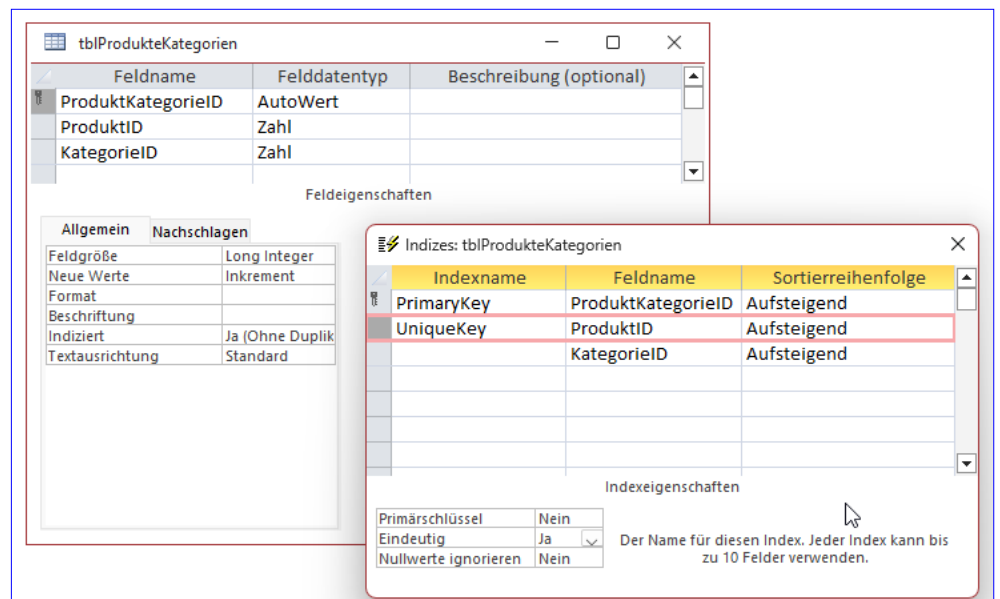 tblProdukteKategorien
Feldname Felddatentyp Beschreibung (optional)
ProduktKategorieID AutoWert
ProduktID Zahl
KategorieID Zahl
Feldeigenschaften
Allgemein Nachschlagen
Feldgröße Long Integer
Neue Werte Inkrement
Format
Beschriftung
Indiziert Ja (Ohne Duplik
Textausrichtung Standard
Indizes: tblProdukteKategorien
Indexname Feldname Sortierreihenfolge
PrimaryKey ProduktKategorieID Aufsteigend
UniqueKey ProduktID Aufsteigend
KategorieID Aufsteigend
Indexeigenschaften
Primärschlüssel Nein
Eindeutig Ja
Nullwerte ignorieren Nein
Der Name für diesen Index. Jeder Index kann bis
zu 10 Felder verwenden.